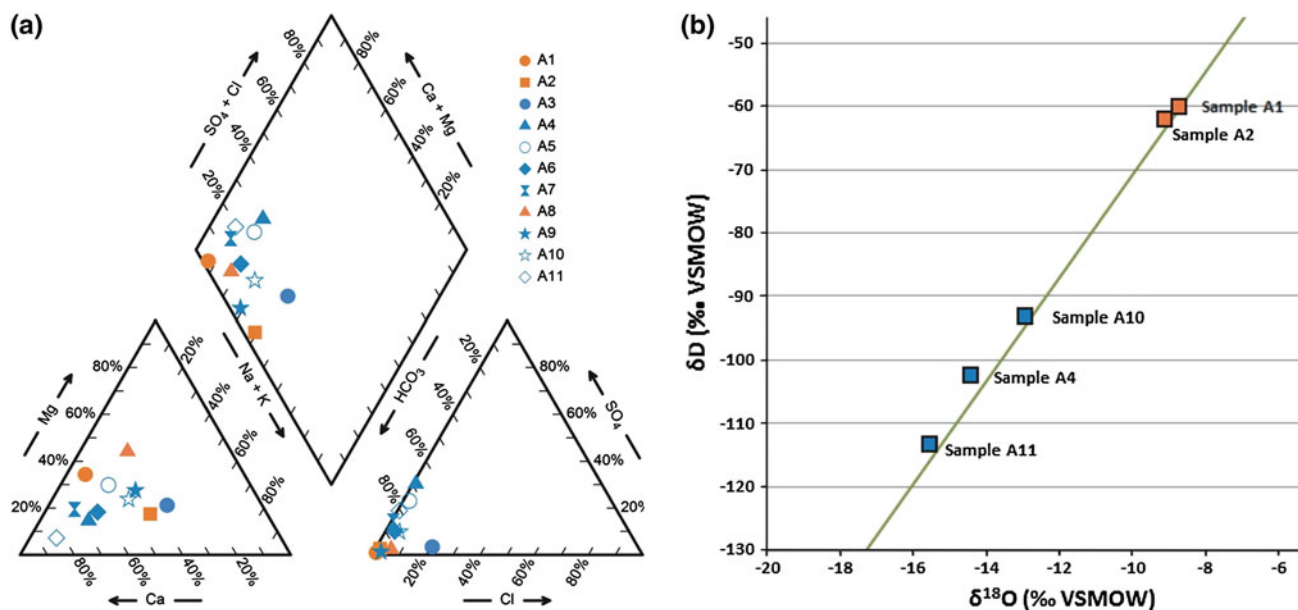 (a)
80%
80%
SO₄ + Cl
60%
60%
Ca + Mg
40%
40%
20%
20%
A1
A2
A3
A4
A5
A6
A7
A8
A9
A10
A11
Mg
80%
60%
40%
20%
20%
40%
60%
80%
Na + K
20%
40%
60%
80%
HCO₃
80%
60%
40%
20%
SO₄
80%
60%
40%
20%
Ca
20%
40%
60%
80%
Cl
(b)
δD (‰ VSMOW)
-50
-60
-70
-80
-90
-100
-110
-120
-130
Sample A1
Sample A2
Sample A10
Sample A4
Sample A11
-20
-18
-16
-14
-12
-10
-8
-6
δ¹⁸O (‰ VSMOW)